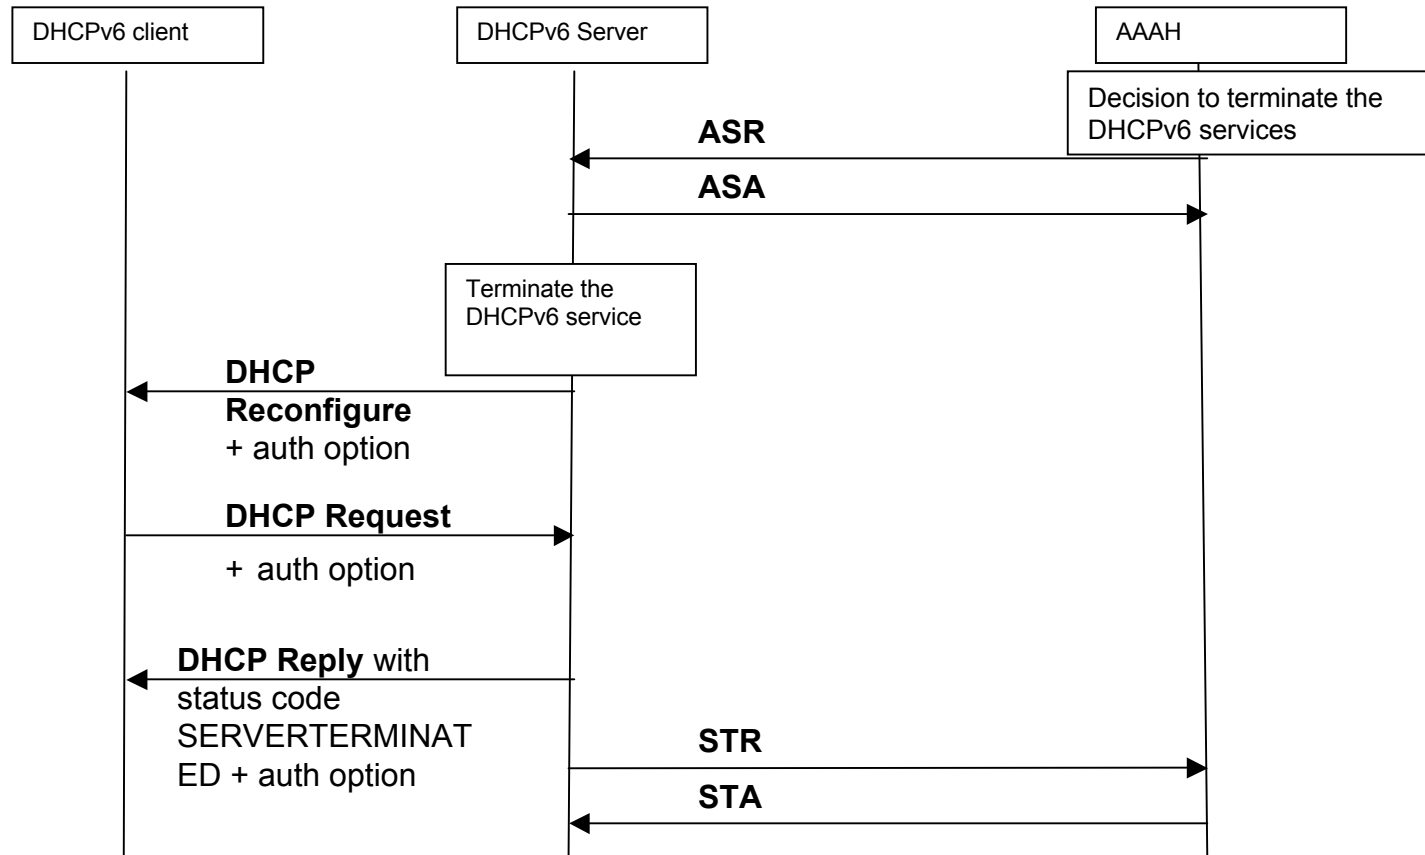 DHCPv6 client
DHCPv6 Server
AAAH
Decision to terminate the
DHCPv6 services
ASR
ASA
Terminate the
DHCPv6 service
DHCP
Reconfigure
+ auth option
DHCP Request
+ auth option
DHCP Reply with
status code
SERVERTERMINAT
ED + auth option
STR
STA